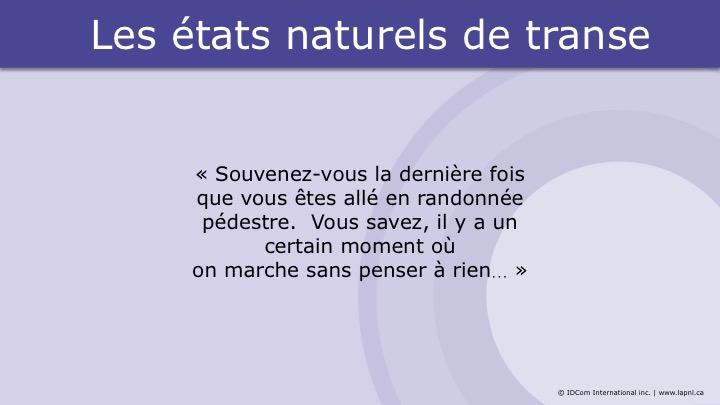 Les états naturels de transe
« Souvenez-vous la dernière fois
que vous êtes allé en randonnée
pédestre.  Vous savez, il y a un
certain moment où
on marche sans penser à rien... »
© IDCom International inc. | www.lapnl.ca